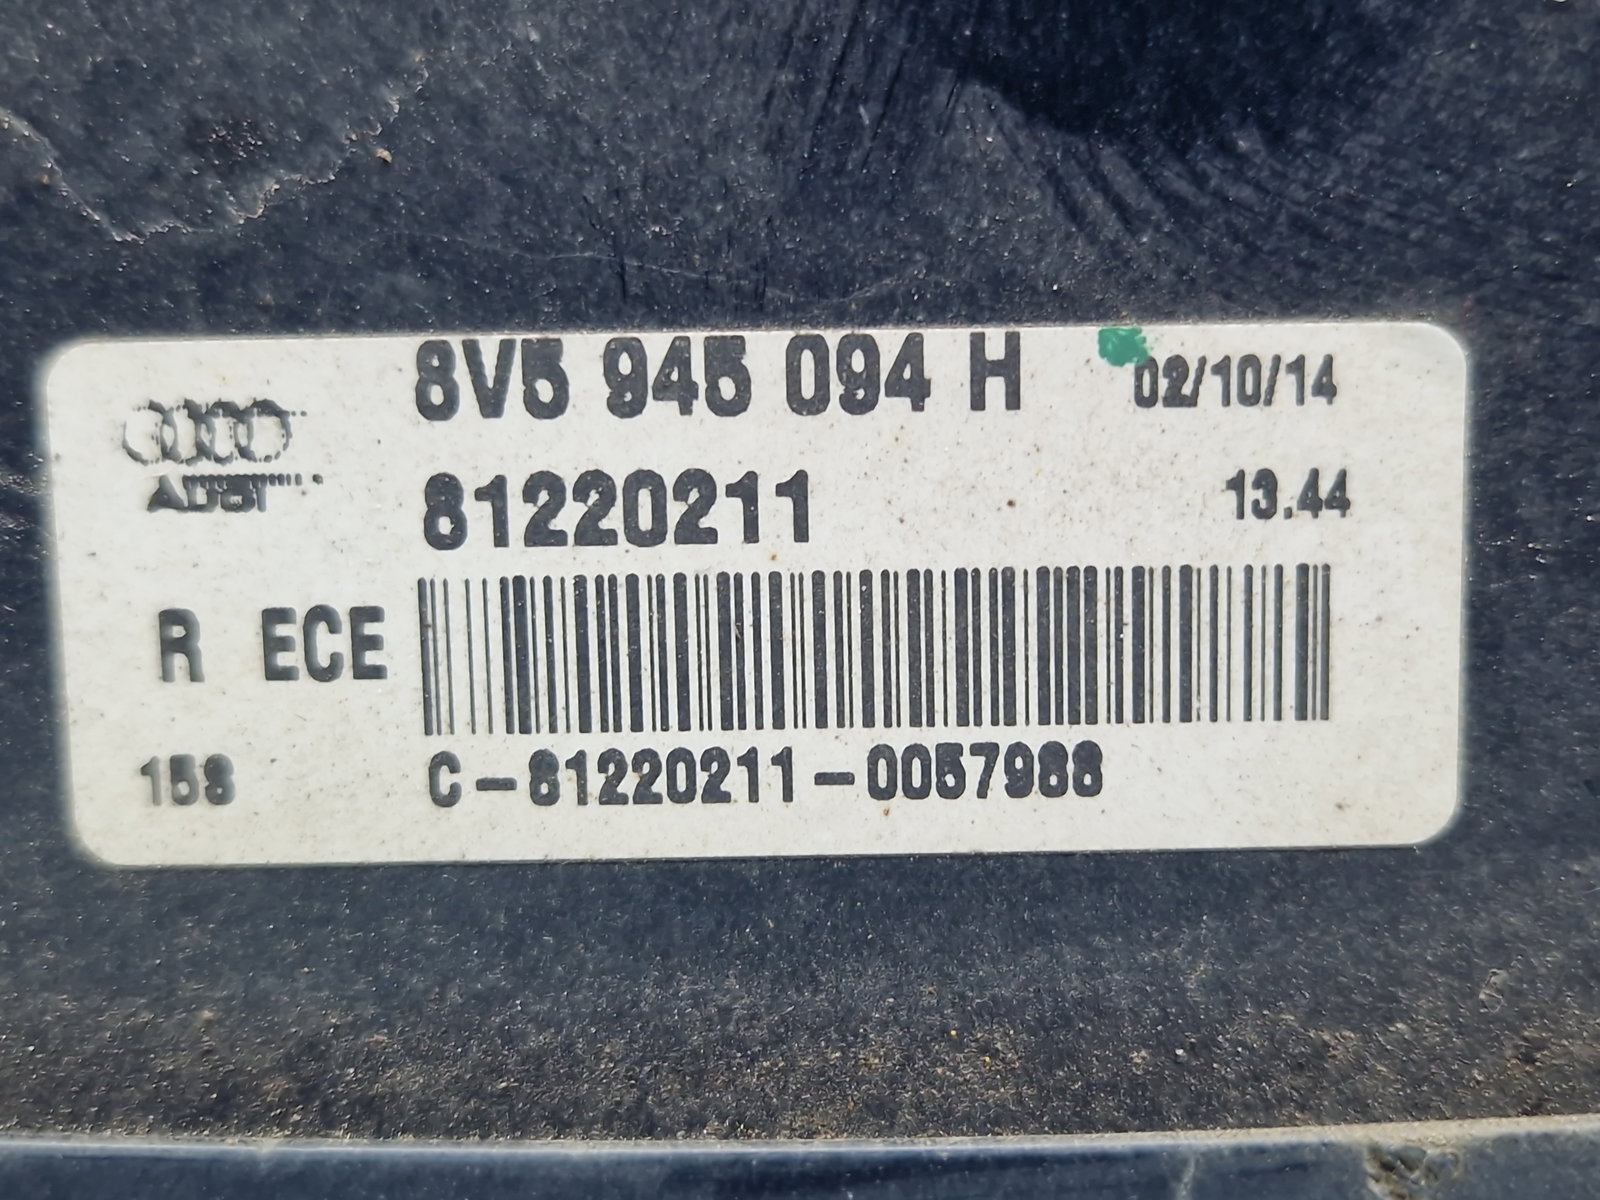 8V5 945 094 H 02/10/14
AUDI 81220211 13.44
R ECE
158 C-81220211-0057988